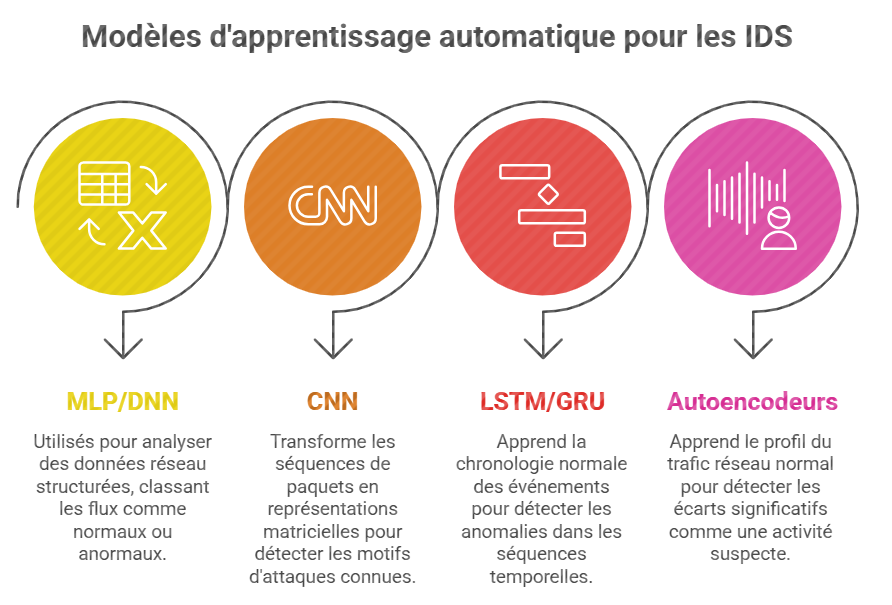 Modèles d'apprentissage automatique pour les IDS
CNN
MLP/DNN
Utilisés pour analyser
des données réseau
structurées, classant
les flux comme
normaux ou
anormaux.
CNN
Transforme les
séquences de
paquets en
représentations
matricielles pour
détecter les motifs
d'attaques connues.
LSTM/GRU
Apprend la
chronologie normale
des événements
pour détecter les
anomalies dans les
séquences
temporelles.
Autoencodeurs
Apprend le profil du
trafic réseau normal
pour détecter les
écarts significatifs
comme une activité
suspecte.